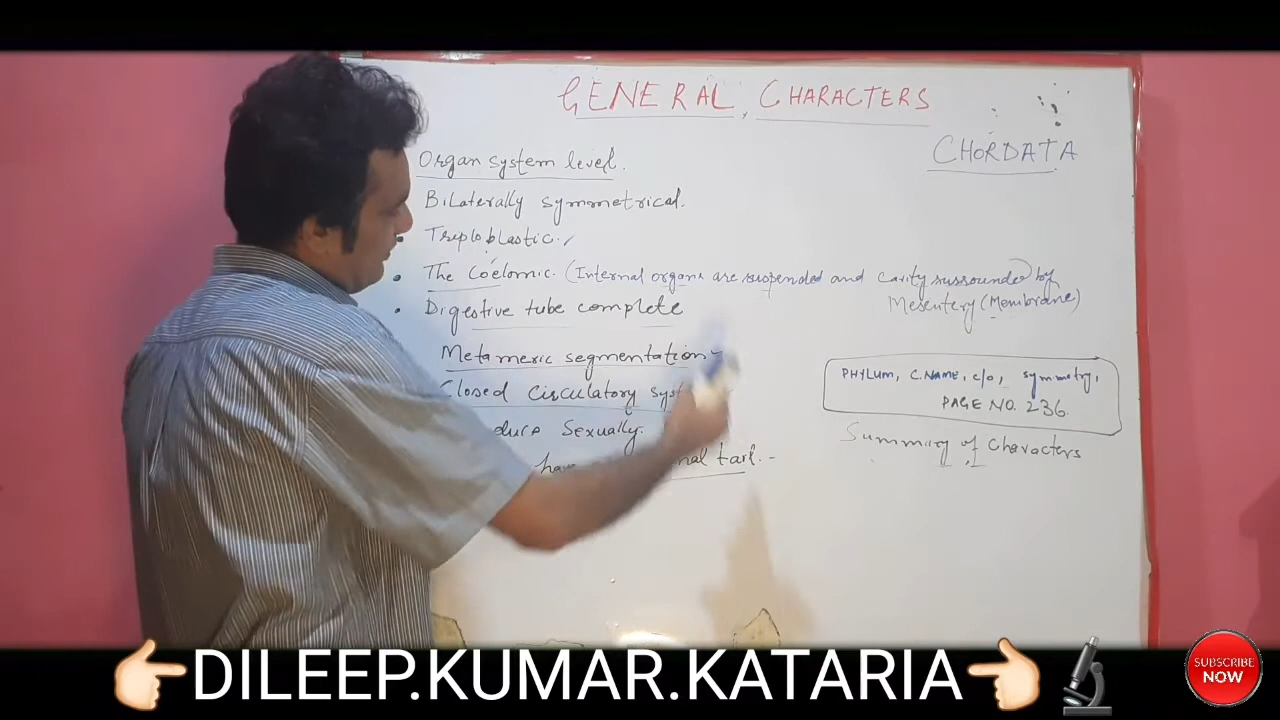 GENERAL, CHARACTERS
CHORDATA
Organ system level.
Bilaterally symmetrical.
• Triploblastic.
• The Coelomic. (Internal organs are suspended and cavity surrounded) by
Mesentery (Membrane)
• Digestive tube complete
Metameric segmentation-
Closed circulatory syst
PHYLUM, C.NAME, c/o, symmetry,
PAGE NO. 236.
Summary of Characters
Sexually.
have
DILEEP.KUMAR.KATARIA
SUBSCRIBE
NOW